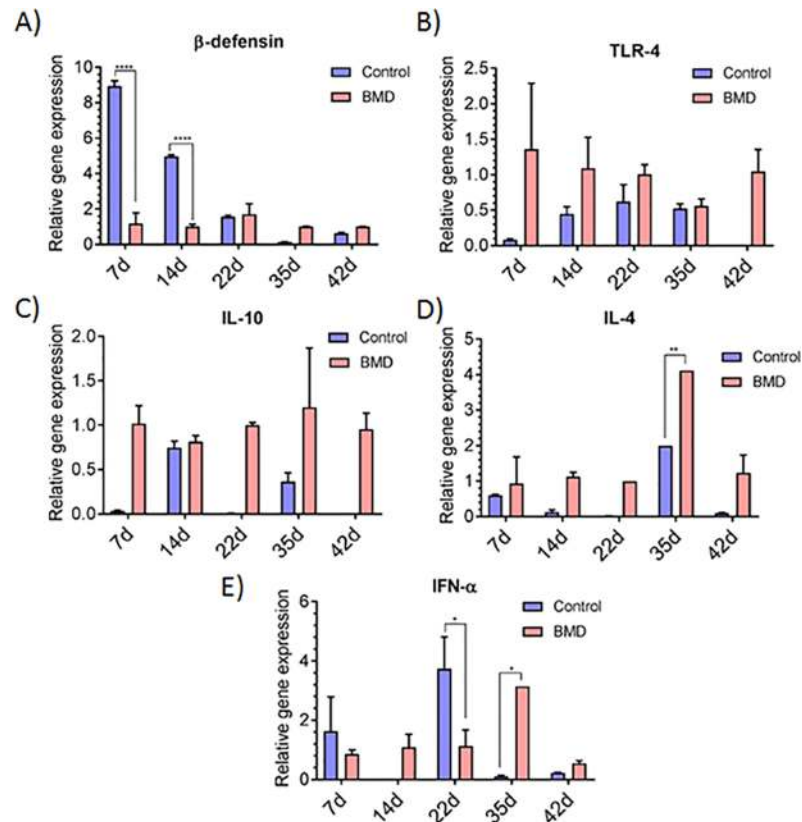 A)
β-defensin
Relative gene expression
10
8
6
4
2
0
****
****
Control
BMD
7d
14d
22d
35d
42d
B)
TLR-4
Relative gene expression
2.5
2.0
1.5
1.0
0.5
0.0
Control
BMD
7d
14d
22d
35d
42d
C)
IL-10
Relative gene expression
2.0
1.5
1.0
0.5
0.0
Control
BMD
7d
14d
22d
35d
42d
D)
IL-4
Relative gene expression
5
4
3
2
1
0
**
Control
BMD
7d
14d
22d
35d
42d
E)
IFN-α
Relative gene expression
6
4
2
0
*
*
Control
BMD
7d
14d
22d
35d
42d